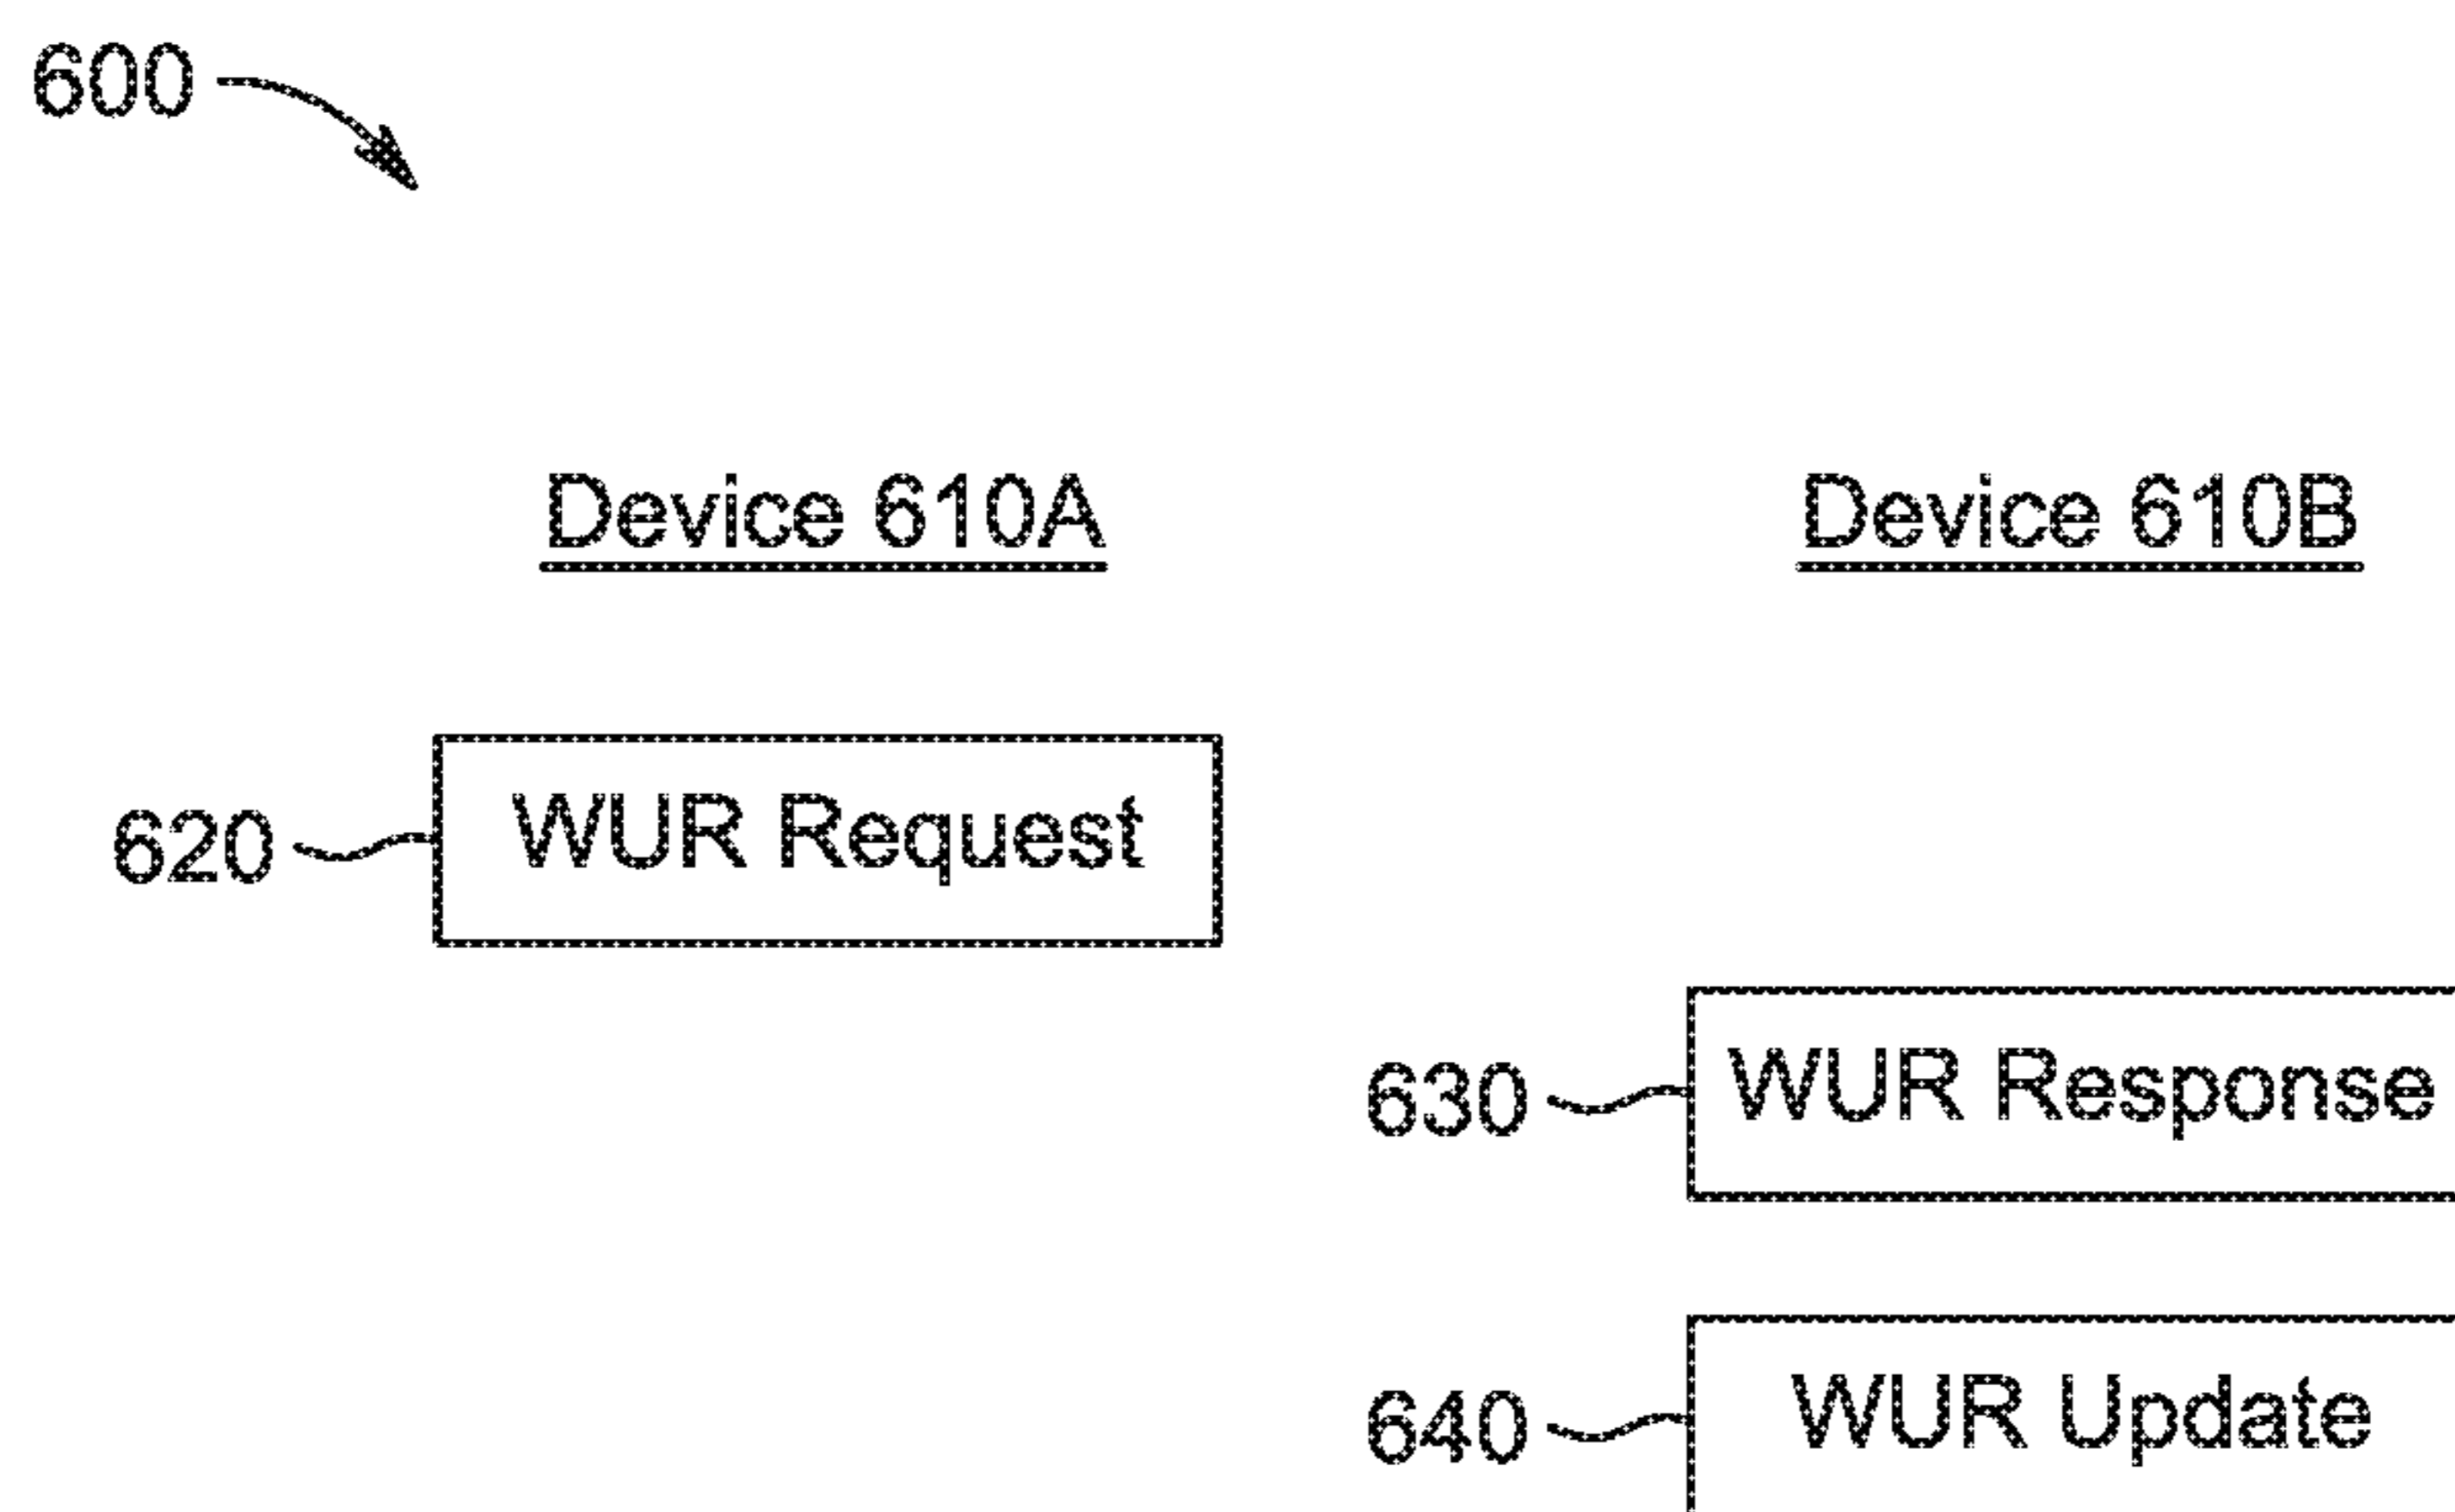 600
Device 610A
Device 610B
620
WUR Request
630
WUR Response
640
WUR Update